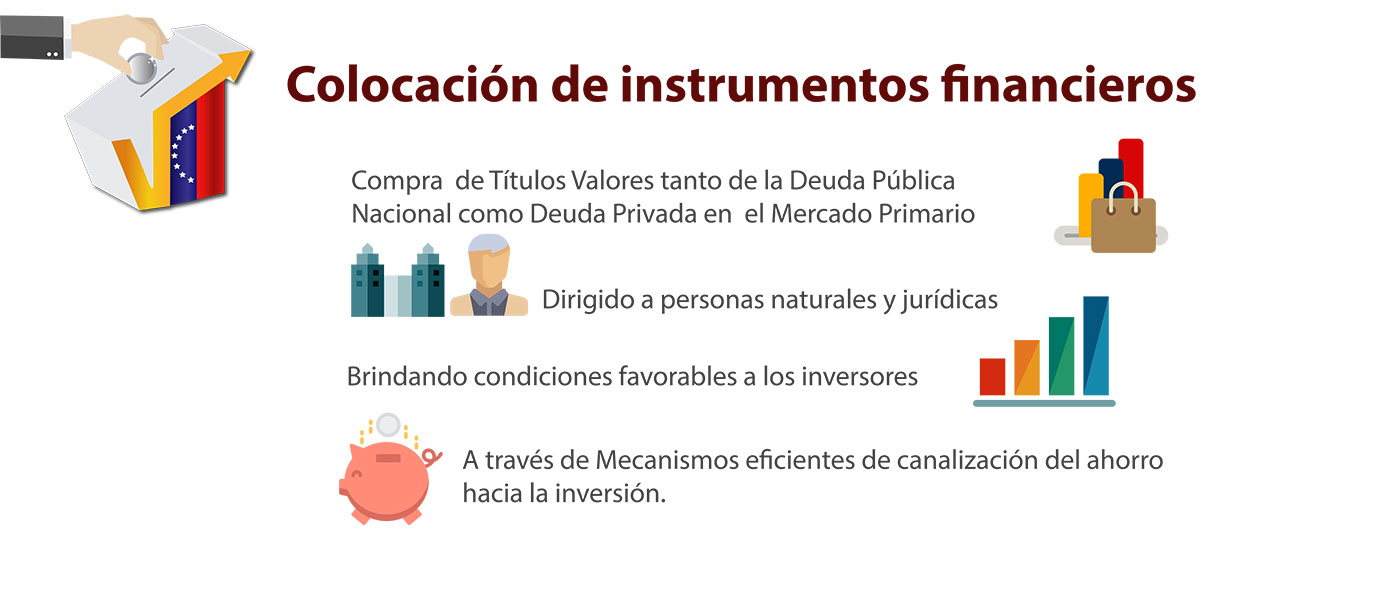 Colocación de instrumentos financieros
Compra de Títulos Valores tanto de la Deuda Pública
Nacional como Deuda Privada en el Mercado Primario
Dirigido a personas naturales y jurídicas
Brindando condiciones favorables a los inversores
A través de Mecanismos eficientes de canalización del ahorro
hacia la inversión.